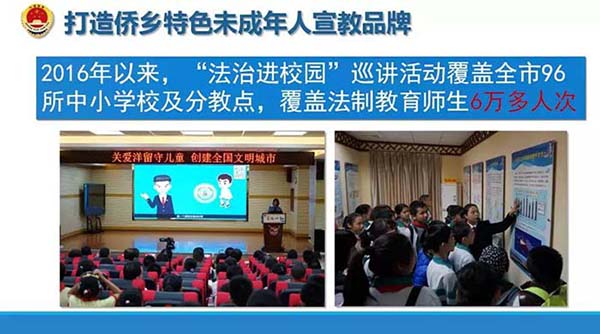 打造侨乡特色未成年人宣教品牌
2016年以来，“法治进校园”巡讲活动覆盖全市96
所中小学校及分教点，覆盖法制教育师生6万多人次
关爱洋留守儿童 创建全国文明城市